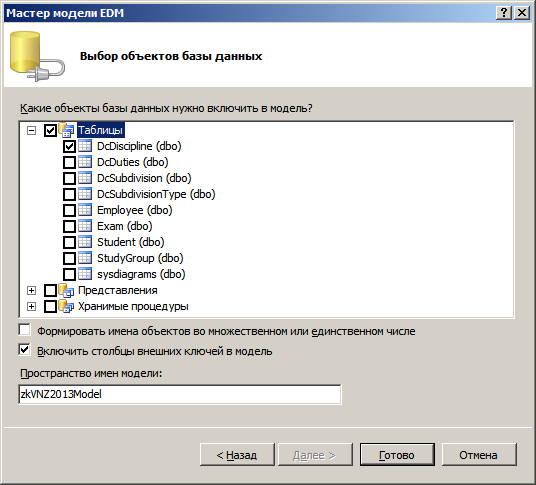 Мастер модели EDM
Выбор объектов базы данных
Какие объекты базы данных нужно включить в модель?
Таблицы
DcDiscipline (dbo)
DcDuties (dbo)
DcSubdivision (dbo)
DcSubdivisionType (dbo)
Employee (dbo)
Exam (dbo)
Student (dbo)
StudyGroup (dbo)
sysdiagrams (dbo)
Представления
Хранимые процедуры
Формировать имена объектов во множественном или единственном числе
Включить столбцы внешних ключей в модель
Пространство имен модели:
zkVNZ2013Model
< Назад Далее > Готово Отмена